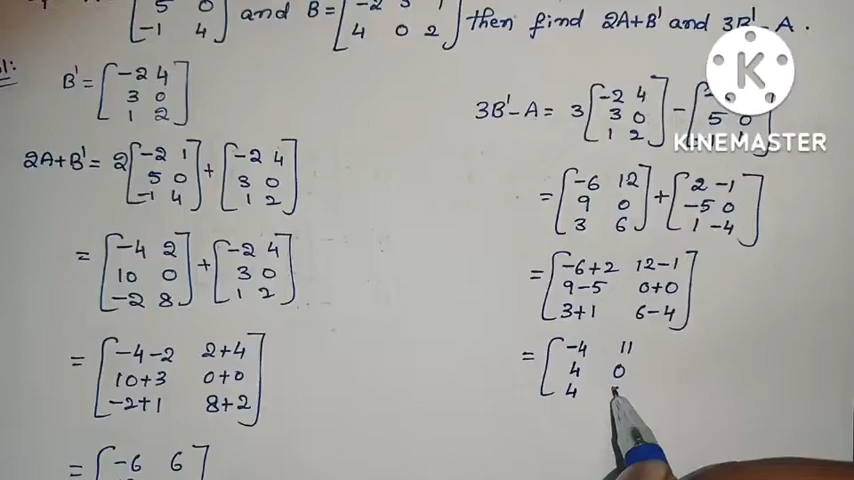 5 0
-1 4 and B = -2 3 1
4 0 2 then find 2A+B' and 3B'-A .
B' = [-2 4
3 0
1 2]
2A+B' = 2[-2 1
5 0
-1 4] + [-2 4
3 0
1 2]
= [-4 2
10 0
-2 8] + [-2 4
3 0
1 2]
= [-4-2 2+4
10+3 0+0
-2+1 8+2]
= [-6 6
3B'-A = 3[-2 4
3 0
1 2] - [
5 0
= [-6 12
9 0
3 6] + [2 -1
-5 0
1 -4]
= [-6+2 12-1
9-5 0+0
3+1 6-4]
= [-4 11
4 0
4
K
KINEMASTER